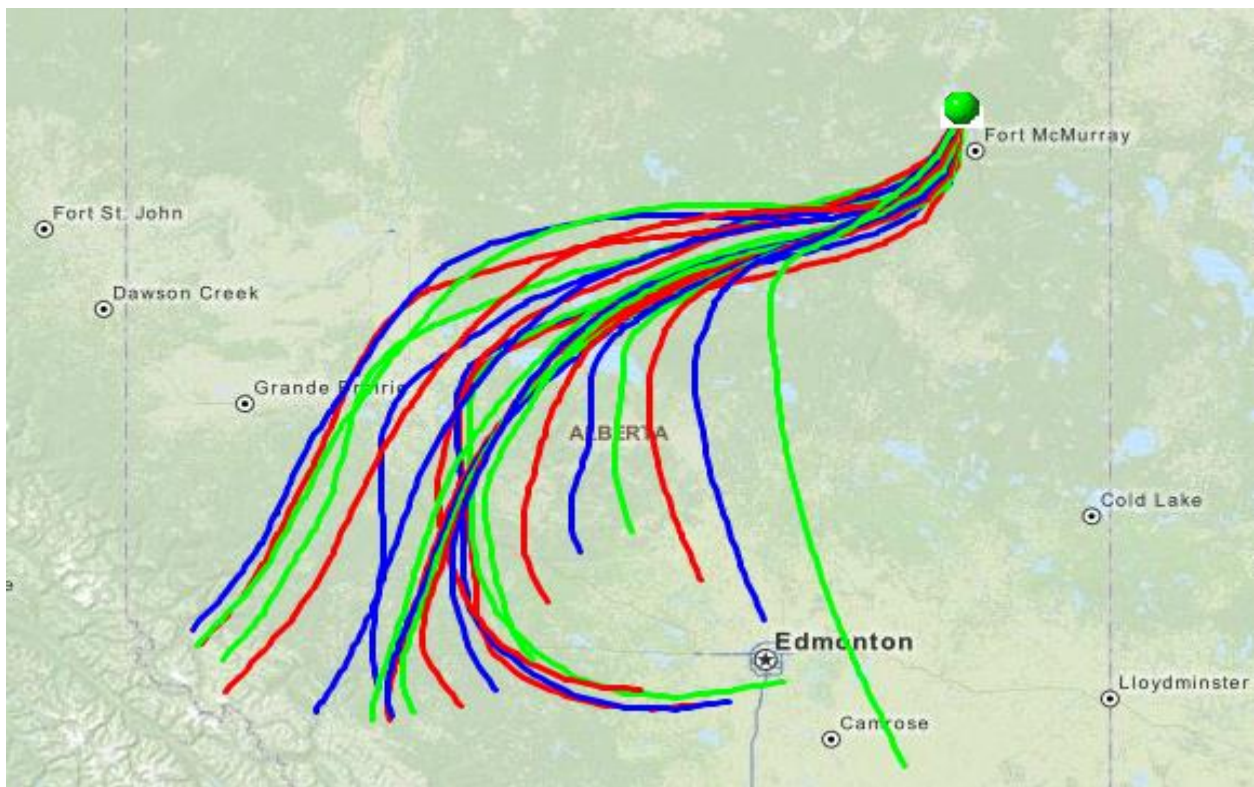 Fort McMurray
Fort St. John
Dawson Creek
Grande Prairie
ALBERTA
Cold Lake
e
Edmonton
Lloydminster
Camrose